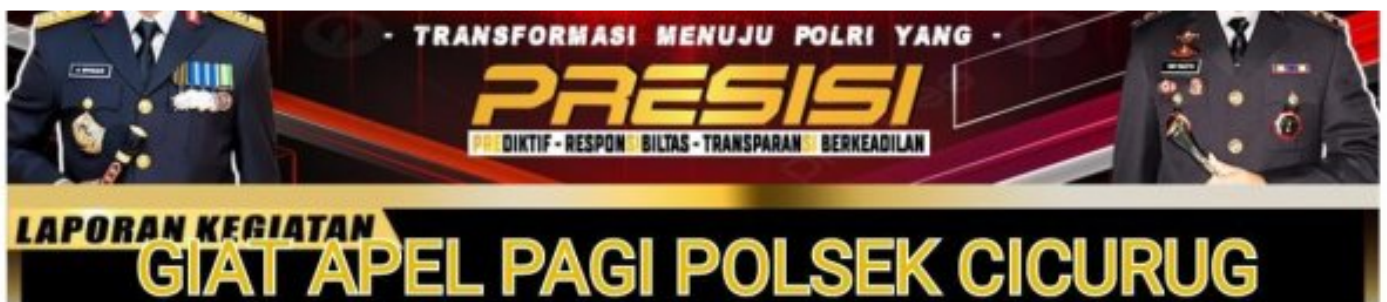 - TRANSFORMASI MENUJU POLRI YANG -
PRESISI
PREDIKTIF - RESPONSIBILTAS - TRANSPARANSI BERKEADILAN
LAPORAN KEGIATAN
GIAT APEL PAGI POLSEK CICURUG